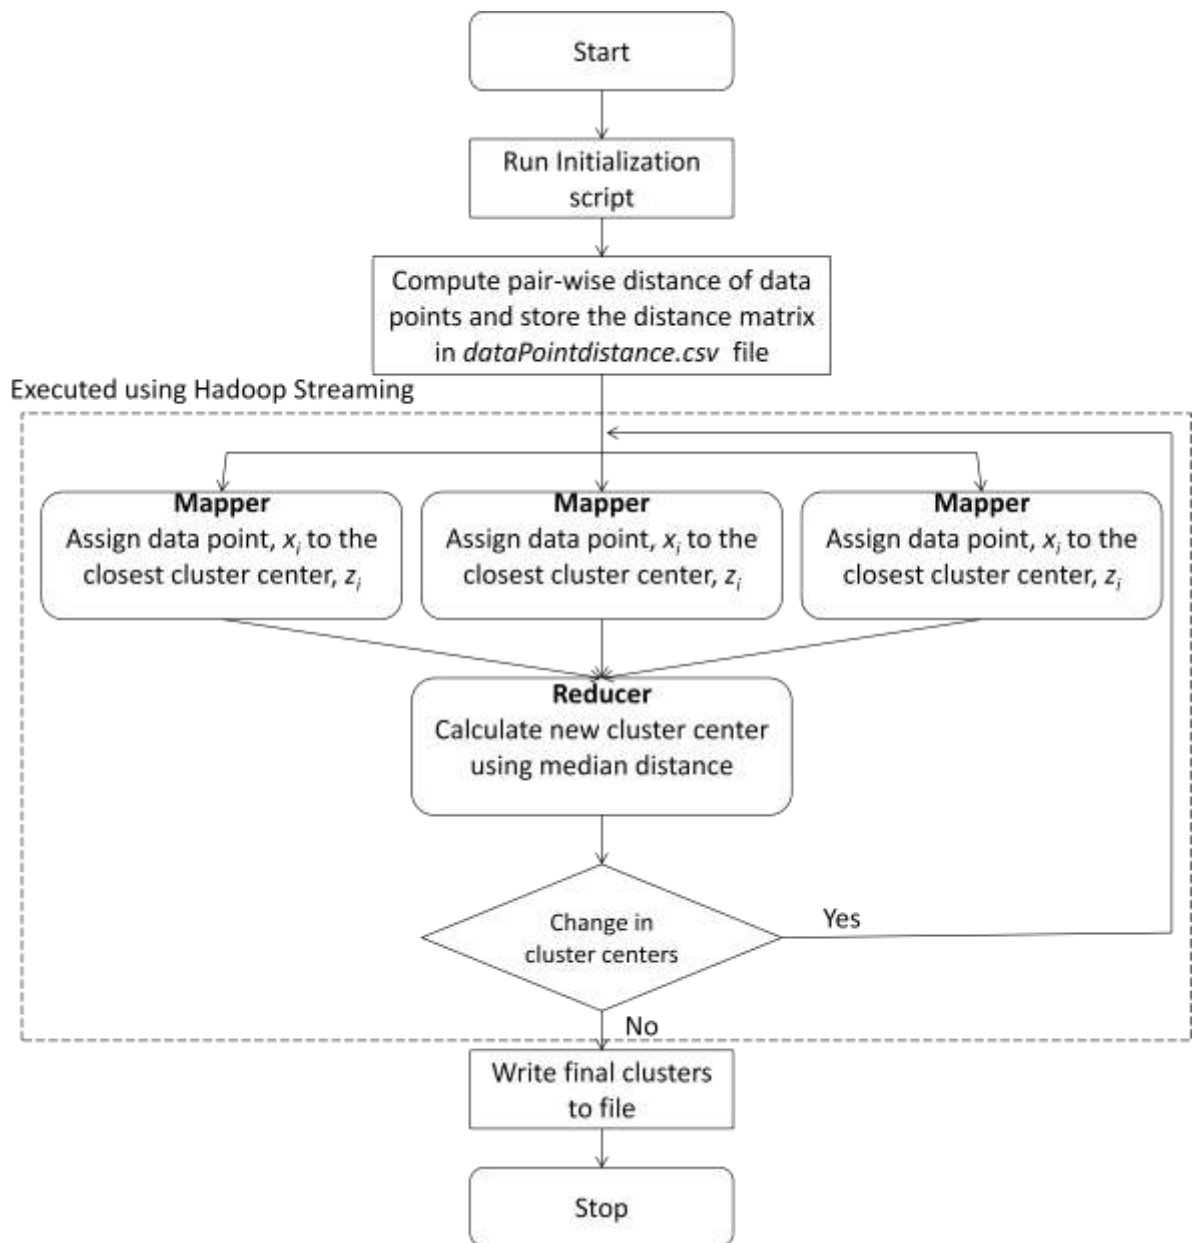 Start
Run Initialization
script
Compute pair-wise distance of data
points and store the distance matrix
in dataPointdistance.csv file
Executed using Hadoop Streaming
Mapper
Assign data point, xi to the
closest cluster center, zi
Mapper
Assign data point, xi to the
closest cluster center, zi
Mapper
Assign data point, xi to the
closest cluster center, zi
Reducer
Calculate new cluster center
using median distance
Change in
cluster centers
Yes
No
Write final clusters
to file
Stop